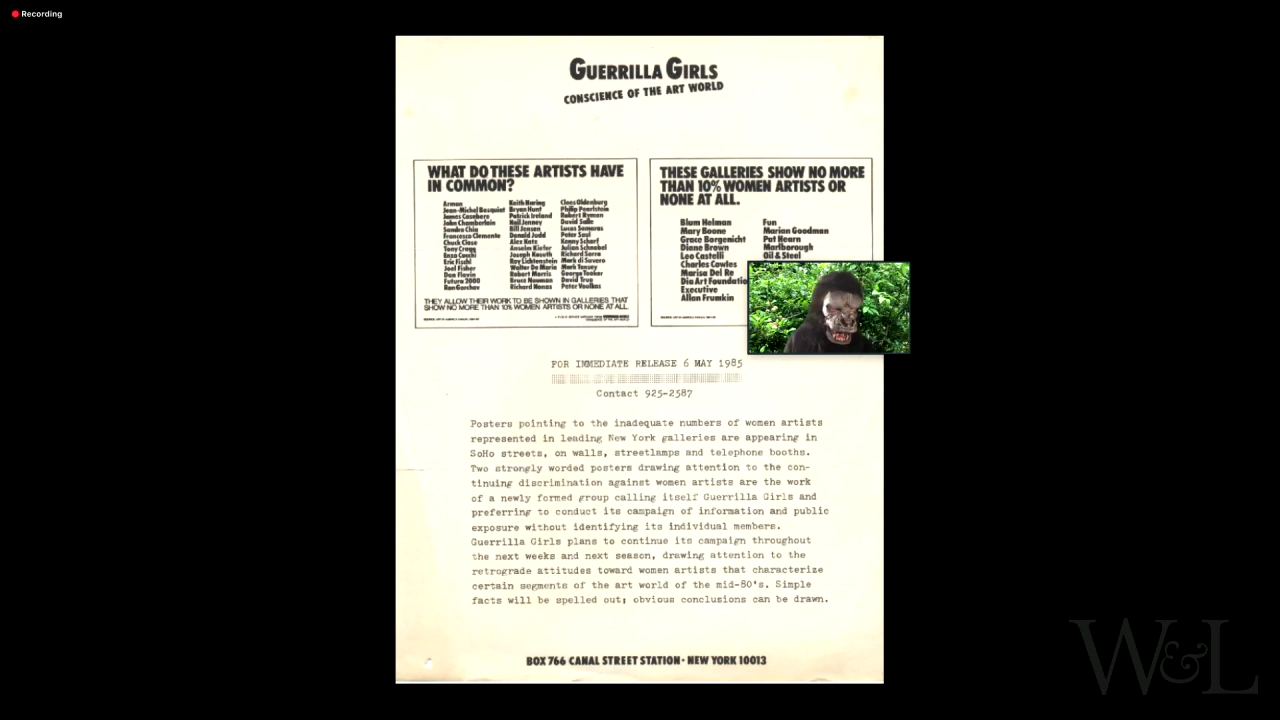 Recording
GUERRILLA GIRLS
CONSCIENCE OF THE ART WORLD
WHAT DO THESE ARTISTS HAVE
IN COMMON?
Arman
Jean-Michel Basquiat
James Casebere
John Chamberlain
Sandro Chia
Francesco Clemente
Chuck Close
Tony Cragg
Enzo Cucchi
Eric Fischl
Joel Fisher
Dan Flavin
Futura 2000
Ron Gorchov
Keith Haring
Bryan Hunt
Patrick Ireland
Neil Jenney
Bill Jensen
Donald Judd
Alex Katz
Anselm Kiefer
Joseph Kosuth
Roy Lichtenstein
Walter De Maria
Robert Morris
Bruce Nauman
Richard Nonas
Claes Oldenburg
Philip Pearlstein
Robert Ryman
David Salle
Lucas Samaras
Peter Saul
Kenny Scharf
Julian Schnabel
Richard Serra
Mark di Suvero
Mark Tansey
George Tooker
David True
Peter Voulkos
THEY ALLOW THEIR WORK TO BE SHOWN IN GALLERIES THAT
SHOW NO MORE THAN 10% WOMEN ARTISTS OR NONE AT ALL.
THESE GALLERIES SHOW NO MORE
THAN 10% WOMEN ARTISTS OR
NONE AT ALL.
Blum Helman
Mary Boone
Grace Borgenicht
Diane Brown
Leo Castelli
Charles Cowles
Marisa Del Re
Dia Art Foundatio
Executive
Allan Frumkin
Fun
Marian Goodman
Pat Hearn
Marlborough
Oil & Steel
FOR IMMEDIATE RELEASE 6 MAY 1985
Contact 925-2587
Posters pointing to the inadequate numbers of women artists
represented in leading New York galleries are appearing in
SoHo streets, on walls, streetlamps and telephone booths.
Two strongly worded posters drawing attention to the con-
tinuing discrimination against women artists are the work
of a newly formed group calling itself Guerrilla Girls and
preferring to conduct its campaign of information and public
exposure without identifying its individual members.
Guerrilla Girls plans to continue its campaign throughout
the next weeks and next season, drawing attention to the
retrograde attitudes toward women artists that characterize
certain segments of the art world of the mid-80's. Simple
facts will be spelled out; obvious conclusions can be drawn.
BOX 766 CANAL STREET STATION • NEW YORK 10013
W&L